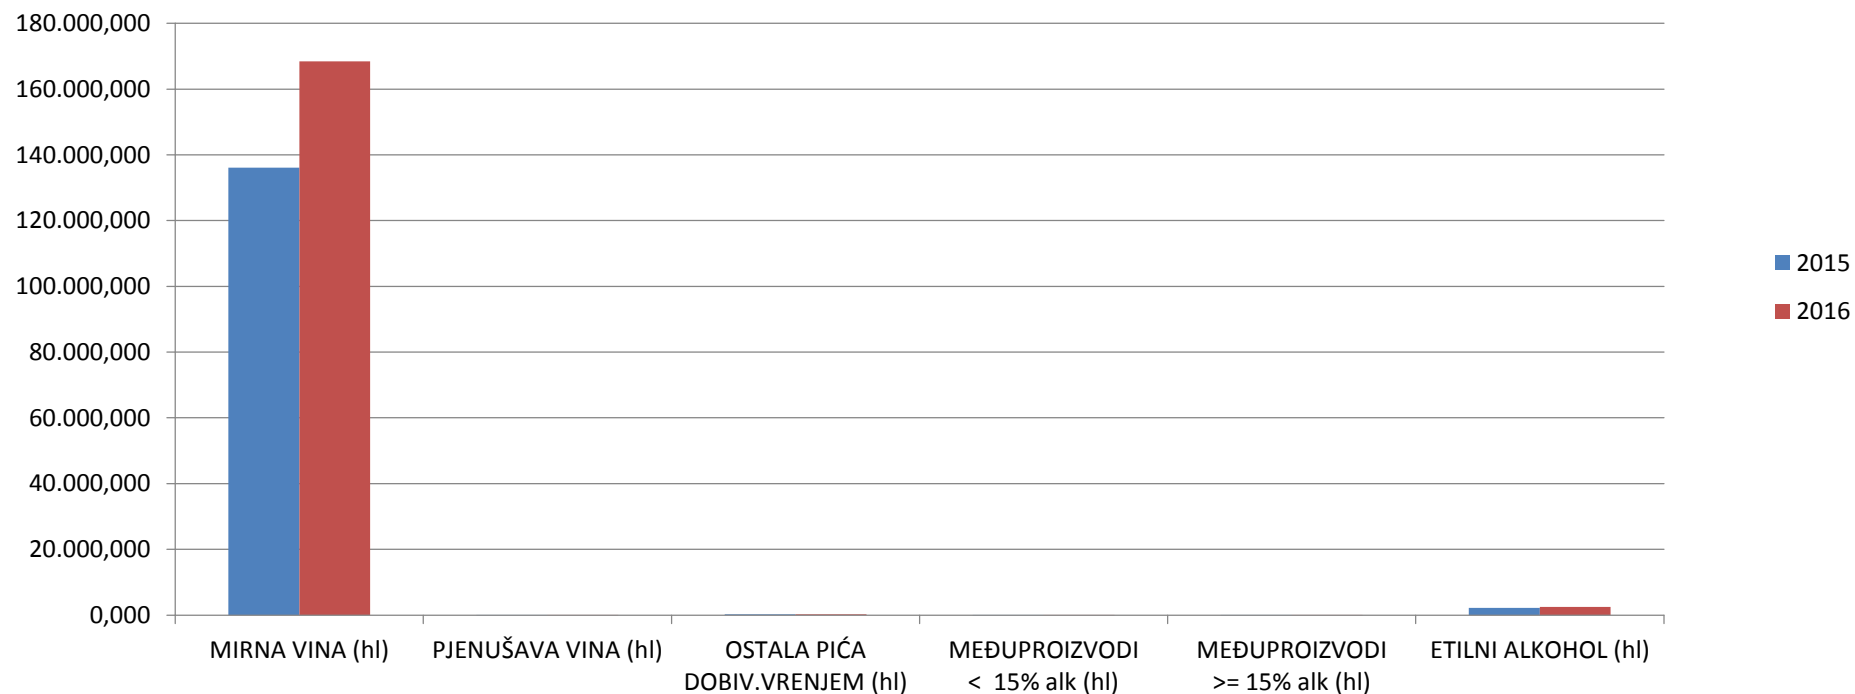 180.000,000
160.000,000
140.000,000
120.000,000
100.000,000
80.000,000
60.000,000
40.000,000
20.000,000
0,000
MIRNA VINA (hl)
PJENUŠAVA VINA (hl)
OSTALA PIĆA
DOBIV.VRENJEM (hl)
MEĐUPROIZVODI
< 15% alk (hl)
MEĐUPROIZVODI
>= 15% alk (hl)
ETILNI ALKOHOL (hl)
2015
2016